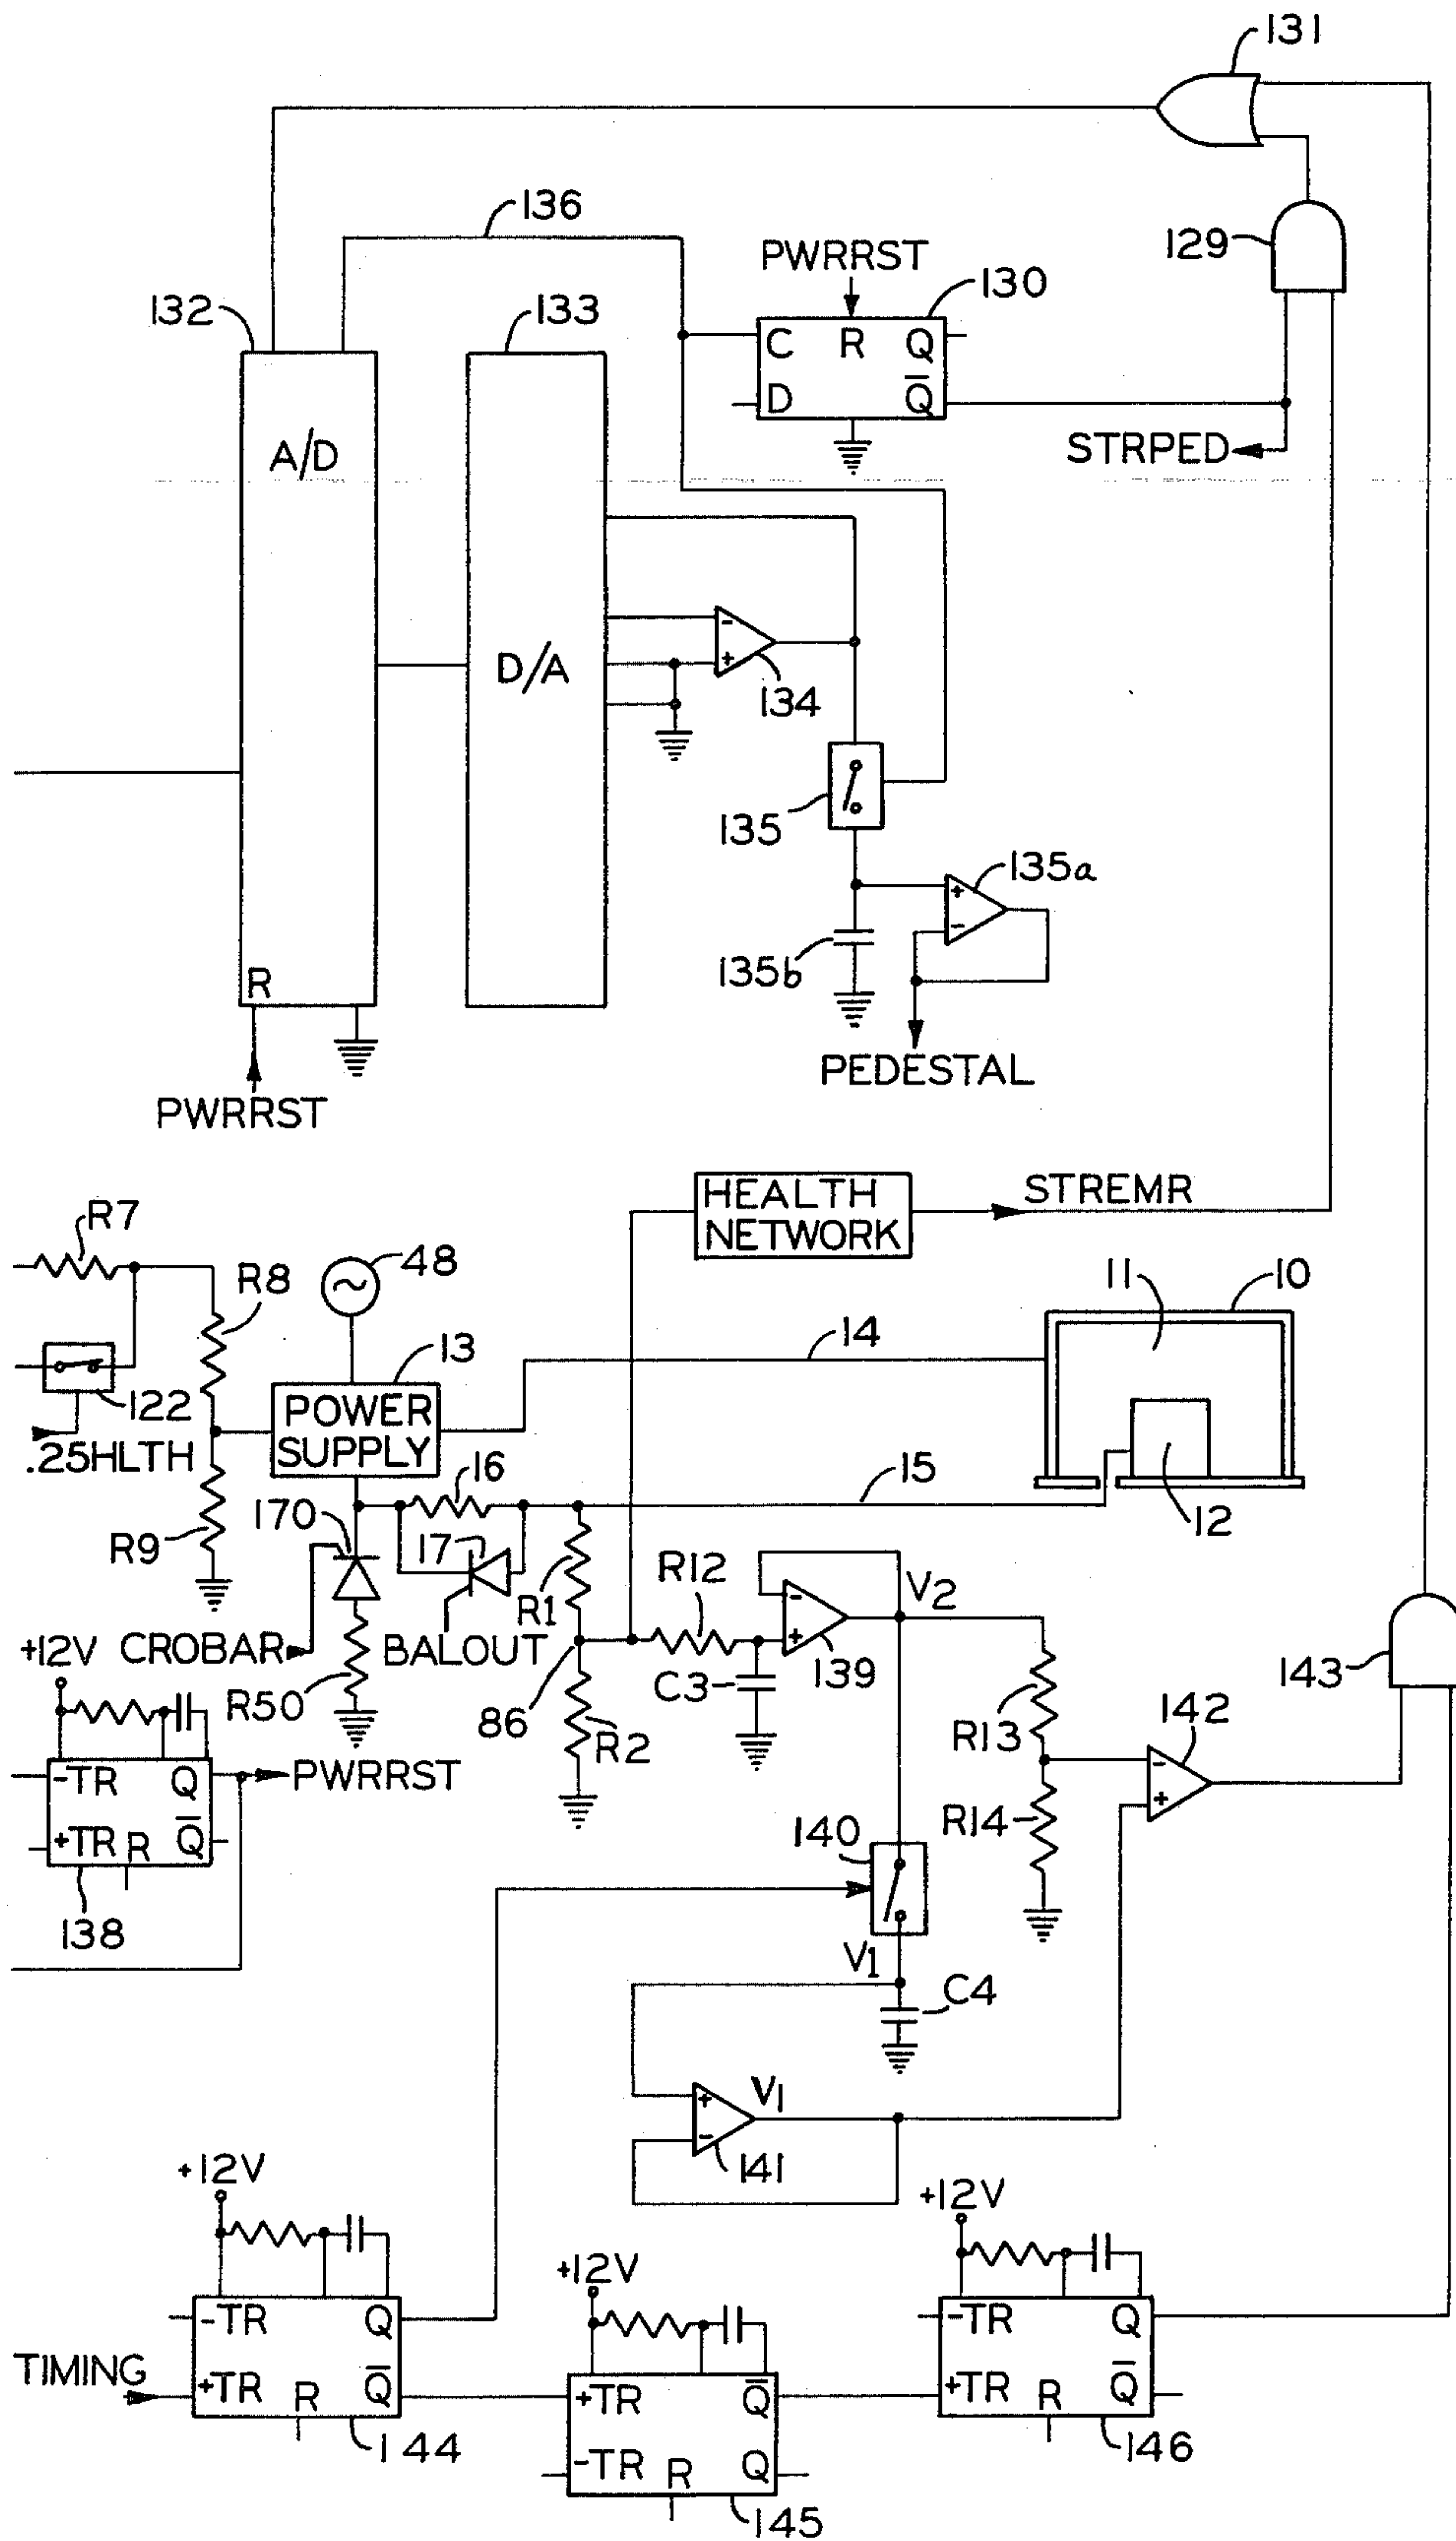 131
136
129
PWRRST
130
132
133
C R Q
D Q̅
A/D
STRPED
D/A
134
135
135a
135b
R
PEDESTAL
PWRRST
HEALTH
NETWORK
STREMR
R7
R8
48
11
10
13
14
122
POWER
SUPPLY
.25HLTH
16
15
12
R9
170
17
R1
R12
V2
+12V
CROBAR
BALOUT
139
C3
143
R50
86
R2
R13
142
-TR Q
PWRRST
+TR R Q̅
R14
140
138
V1
C4
V1
141
+12V
+12V
+12V
-TR Q
-TR Q
TIMING
+TR R Q̅
+TR Q̅
+TR R Q̅
144
-TR R Q
146
145